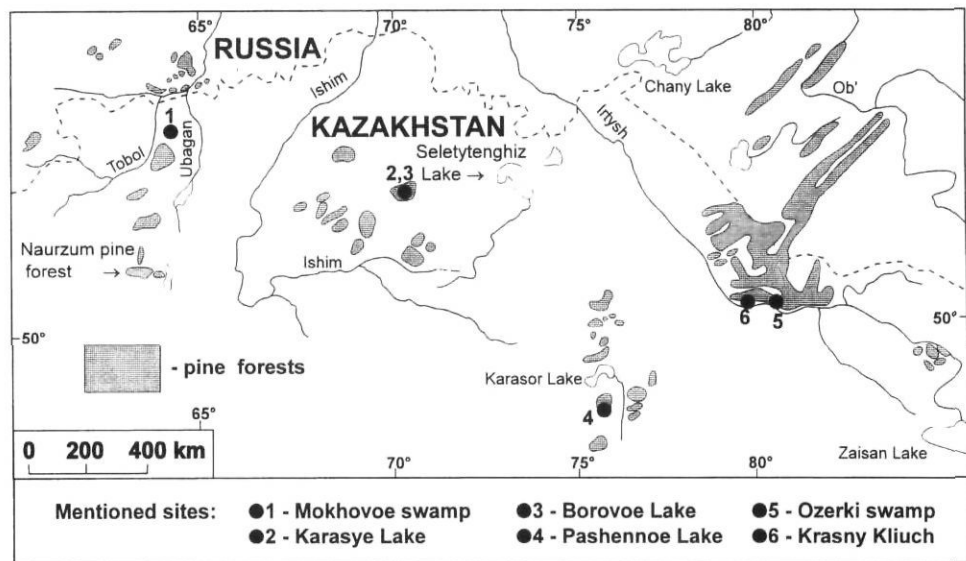 65°
70°
75°
80°
RUSSIA
Ishim
Chany Lake
Ob'
Irtysh
1
KAZAKHSTAN
Tobol
Ubagan
Seletytenghiz
2,3 Lake →
Naurzum pine
forest →
Ishim
6
5
50°
50°
- pine forests
Karasor Lake
4
65°
0 200 400 km
Zaisan Lake
70°
75°
80°
Mentioned sites:
1 - Mokhovoe swamp
3 - Borovoe Lake
5 - Ozerki swamp
2 - Karasye Lake
4 - Pashennoe Lake
6 - Krasny Kliuch